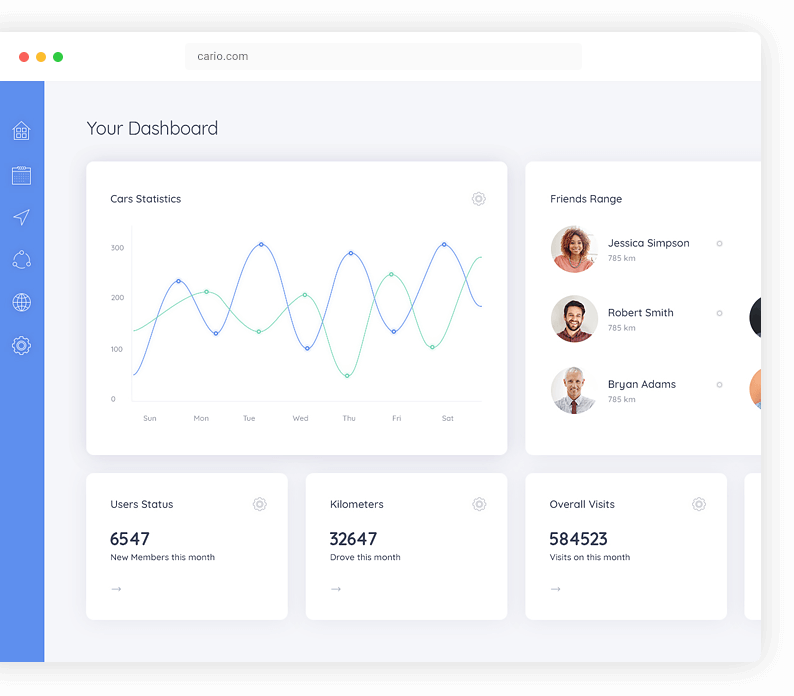 cario.com
Your Dashboard
Cars Statistics
300
200
100
0
Sun Mon Tue Wed Thu Fri Sat
Friends Range
Jessica Simpson
785 km
Robert Smith
785 km
Bryan Adams
785 km
Users Status
6547
New Members this month
→
Kilometers
32647
Drove this month
→
Overall Visits
584523
Visits on this month
→